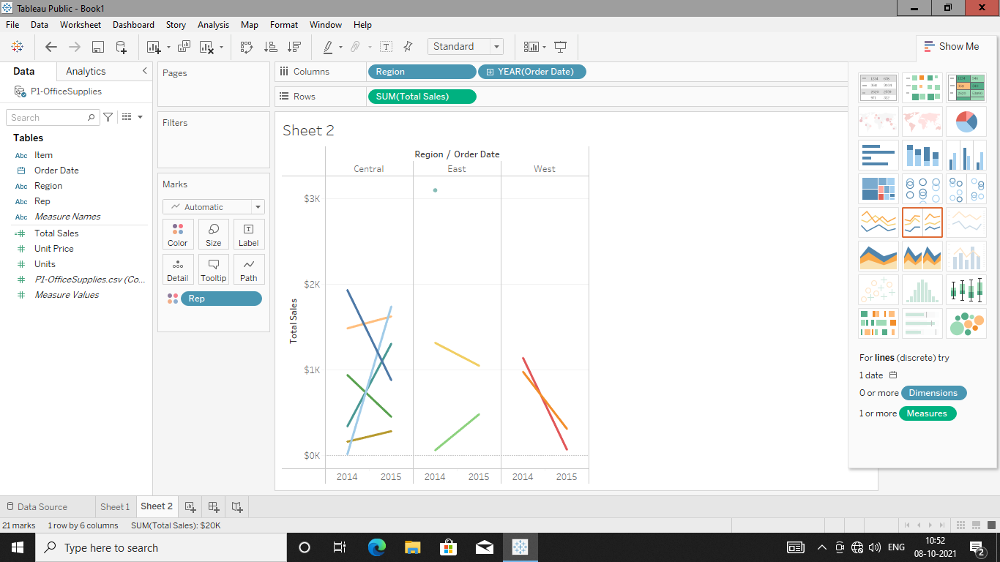 Tableau Public - Book1
File Data Worksheet Dashboard Story Analysis Map Format Window Help
Standard
Show Me
Data Analytics
P1-OfficeSupplies
Search
Tables
Abc Item
Order Date
Abc Region
Abc Rep
Abc Measure Names
=# Total Sales
# Unit Price
# Units
# P1-OfficeSupplies.csv (Co...
# Measure Values
Pages
Filters
Marks
Automatic
Color Size Label
Detail Tooltip Path
Rep
Columns Region YEAR(Order Date)
Rows SUM(Total Sales)
Sheet 2
Region / Order Date
Central East West
$3K
$2K
$1K
$0K
Total Sales
2014 2015 2014 2015 2014 2015
For lines (discrete) try
1 date
0 or more Dimensions
1 or more Measures
Data Source Sheet 1 Sheet 2
21 marks 1 row by 6 columns SUM(Total Sales): $20K
Type here to search
ENG
10:52
08-10-2021
2